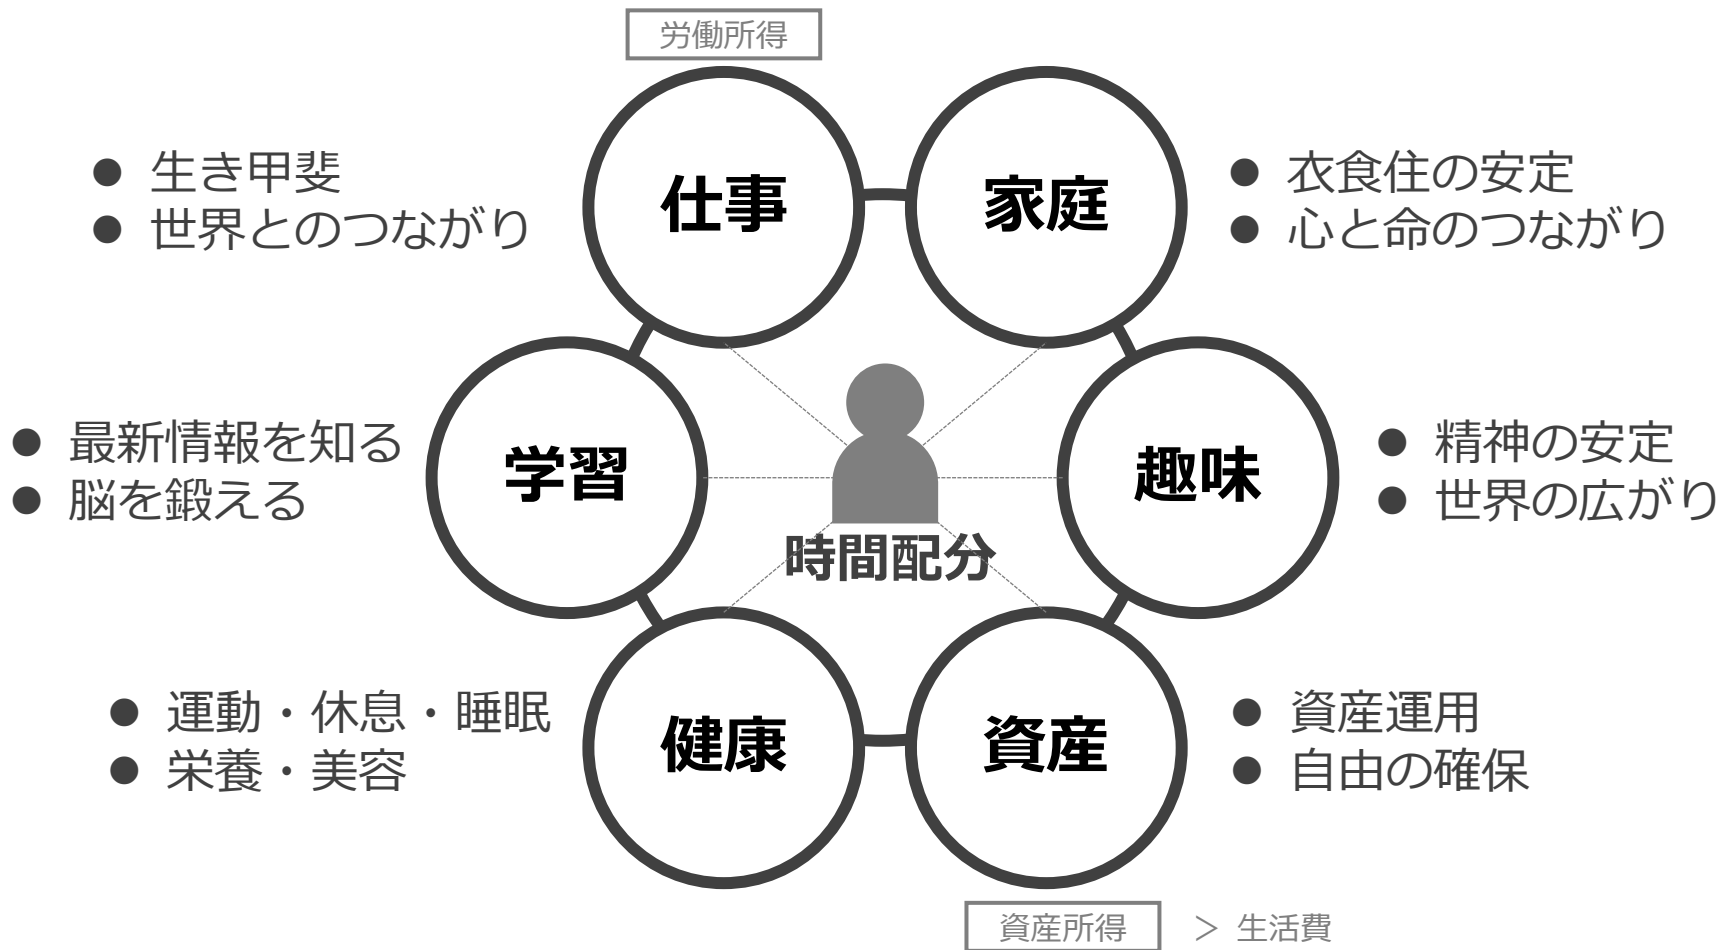 労働所得
仕事
家庭
● 生き甲斐
● 世界とのつながり
● 衣食住の安定
● 心と命のつながり
学習
趣味
● 最新情報を知る
● 脳を鍛える
● 精神の安定
● 世界の広がり
時間配分
健康
資産
● 運動・休息・睡眠
● 栄養・美容
● 資産運用
● 自由の確保
資産所得 ＞ 生活費